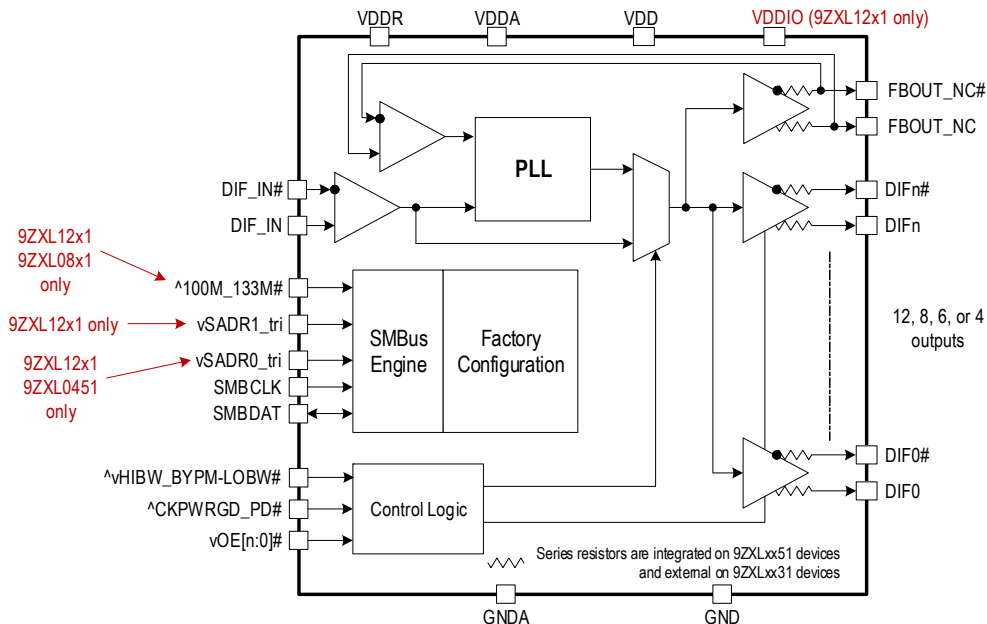 VDDR
VDDA
VDD
VDDIO (9ZXL12x1 only)
FBOUT_NC#
FBOUT_NC
PLL
DIF_IN#
DIF_IN
DIFn#
DIFn
9ZXL12x1
9ZXL08x1
only
^100M_133M#
9ZXL12x1 only
vSADR1_tri
9ZXL12x1
9ZXL0451
only
vSADR0_tri
SMBCLK
SMBDAT
SMBus
Engine
Factory
Configuration
12, 8, 6, or 4
outputs
^vHIBW_BYPM-LOBW#
^CKPWRGD_PD#
vOE[n:0]#
Control Logic
DIF0#
DIF0
Series resistors are integrated on 9ZXLxx51 devices
and external on 9ZXLxx31 devices
GNDA
GND